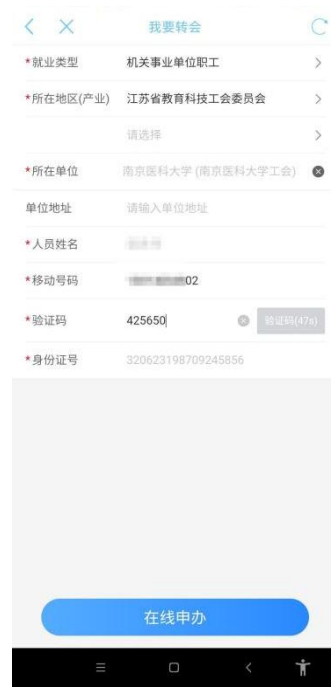 我要转会
*就业类型 机关事业单位职工
*所在地区(产业) 江苏省教育科技工会委员会
请选择
*所在单位 南京医科大学 (南京医科大学工会)
单位地址 请输入单位地址
*人员姓名
*移动号码 02
*验证码 425650 验证码(47s)
*身份证号 320623198709245856
在线申办